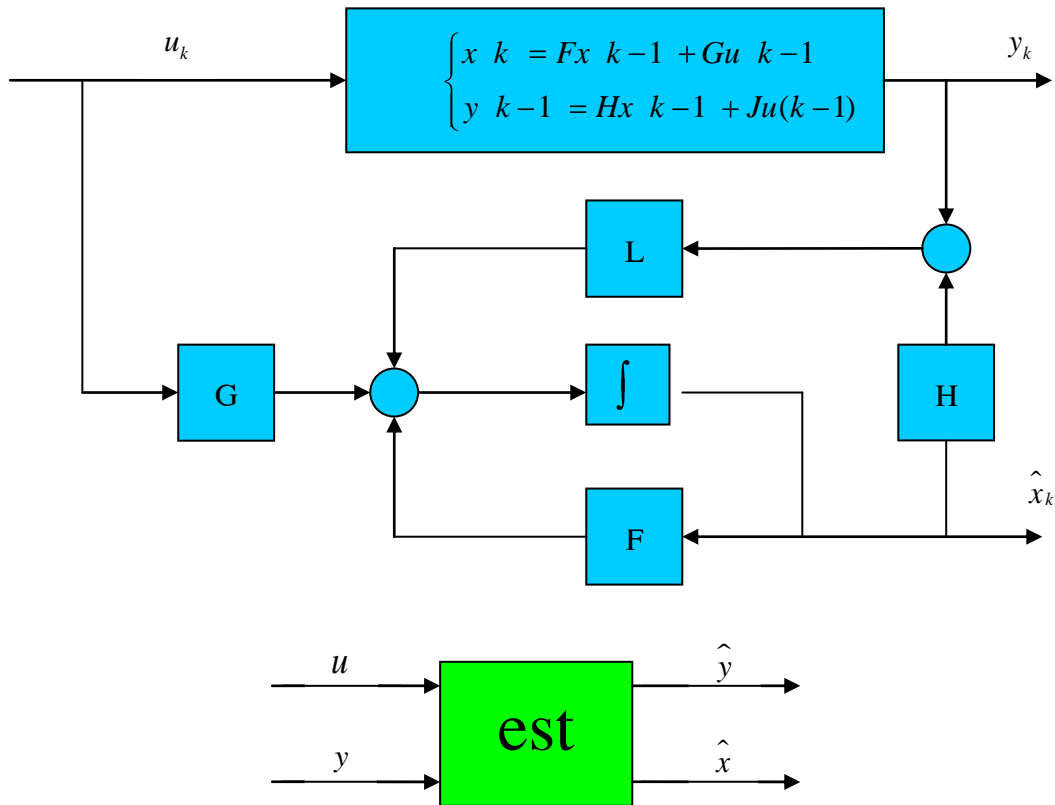 u_k
y_k
x k = Fx k−1 + Gu k−1
y k−1 = Hx k−1 + Ju(k−1)
L
G
∫
H
x̂_k
F
u
ŷ
est
y
x̂